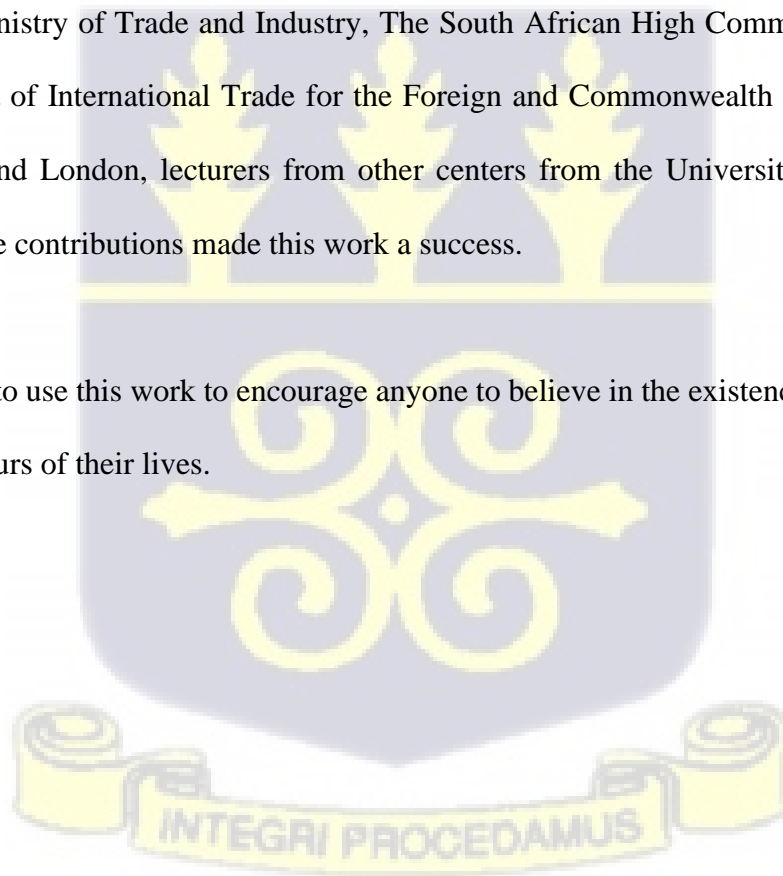 nistry of Trade and Industry, The South African High Comm
of International Trade for the Foreign and Commonwealth
nd London, lecturers from other centers from the Universit
e contributions made this work a success.
to use this work to encourage anyone to believe in the existenc
urs of their lives.
INTEGRI PROCEDAMUS